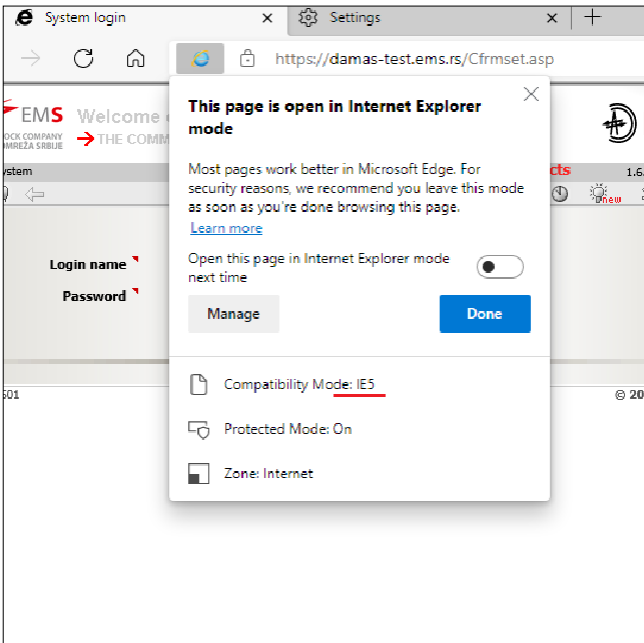 System login
Settings
https://damas-test.ems.rs/Cfrmset.asp
This page is open in Internet Explorer
mode
EMS Welcome
OCK COMPANY
OMREŽA SRBIJE
THE COMM
Most pages work better in Microsoft Edge. For
security reasons, we recommend you leave this mode
as soon as you're done browsing this page.
Learn more
ystem
cts
1.6.
new
Open this page in Internet Explorer mode
next time
Login name
Password
Manage
Done
Compatibility Mode: IE5
501
© 20
Protected Mode: On
Zone: Internet